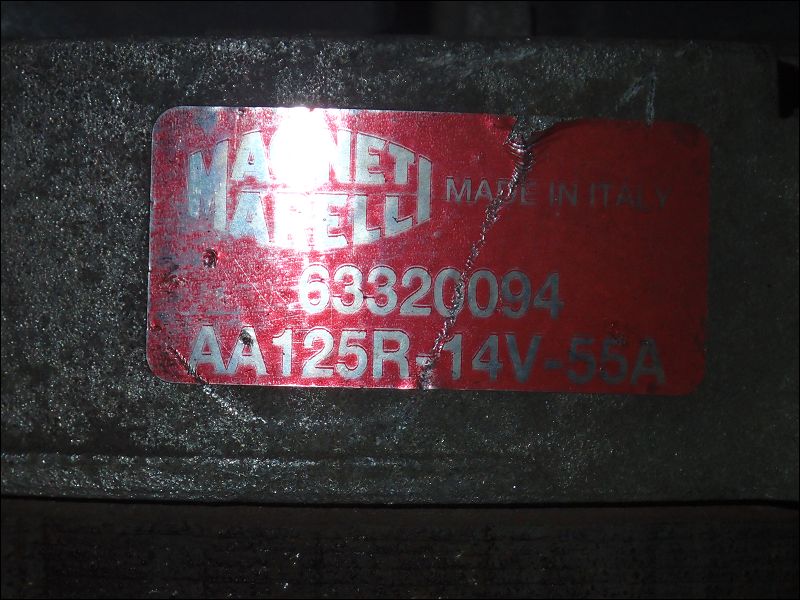 MAGNETI
MARELLI
MADE IN ITALY
63320094
AA125R-14V-55A